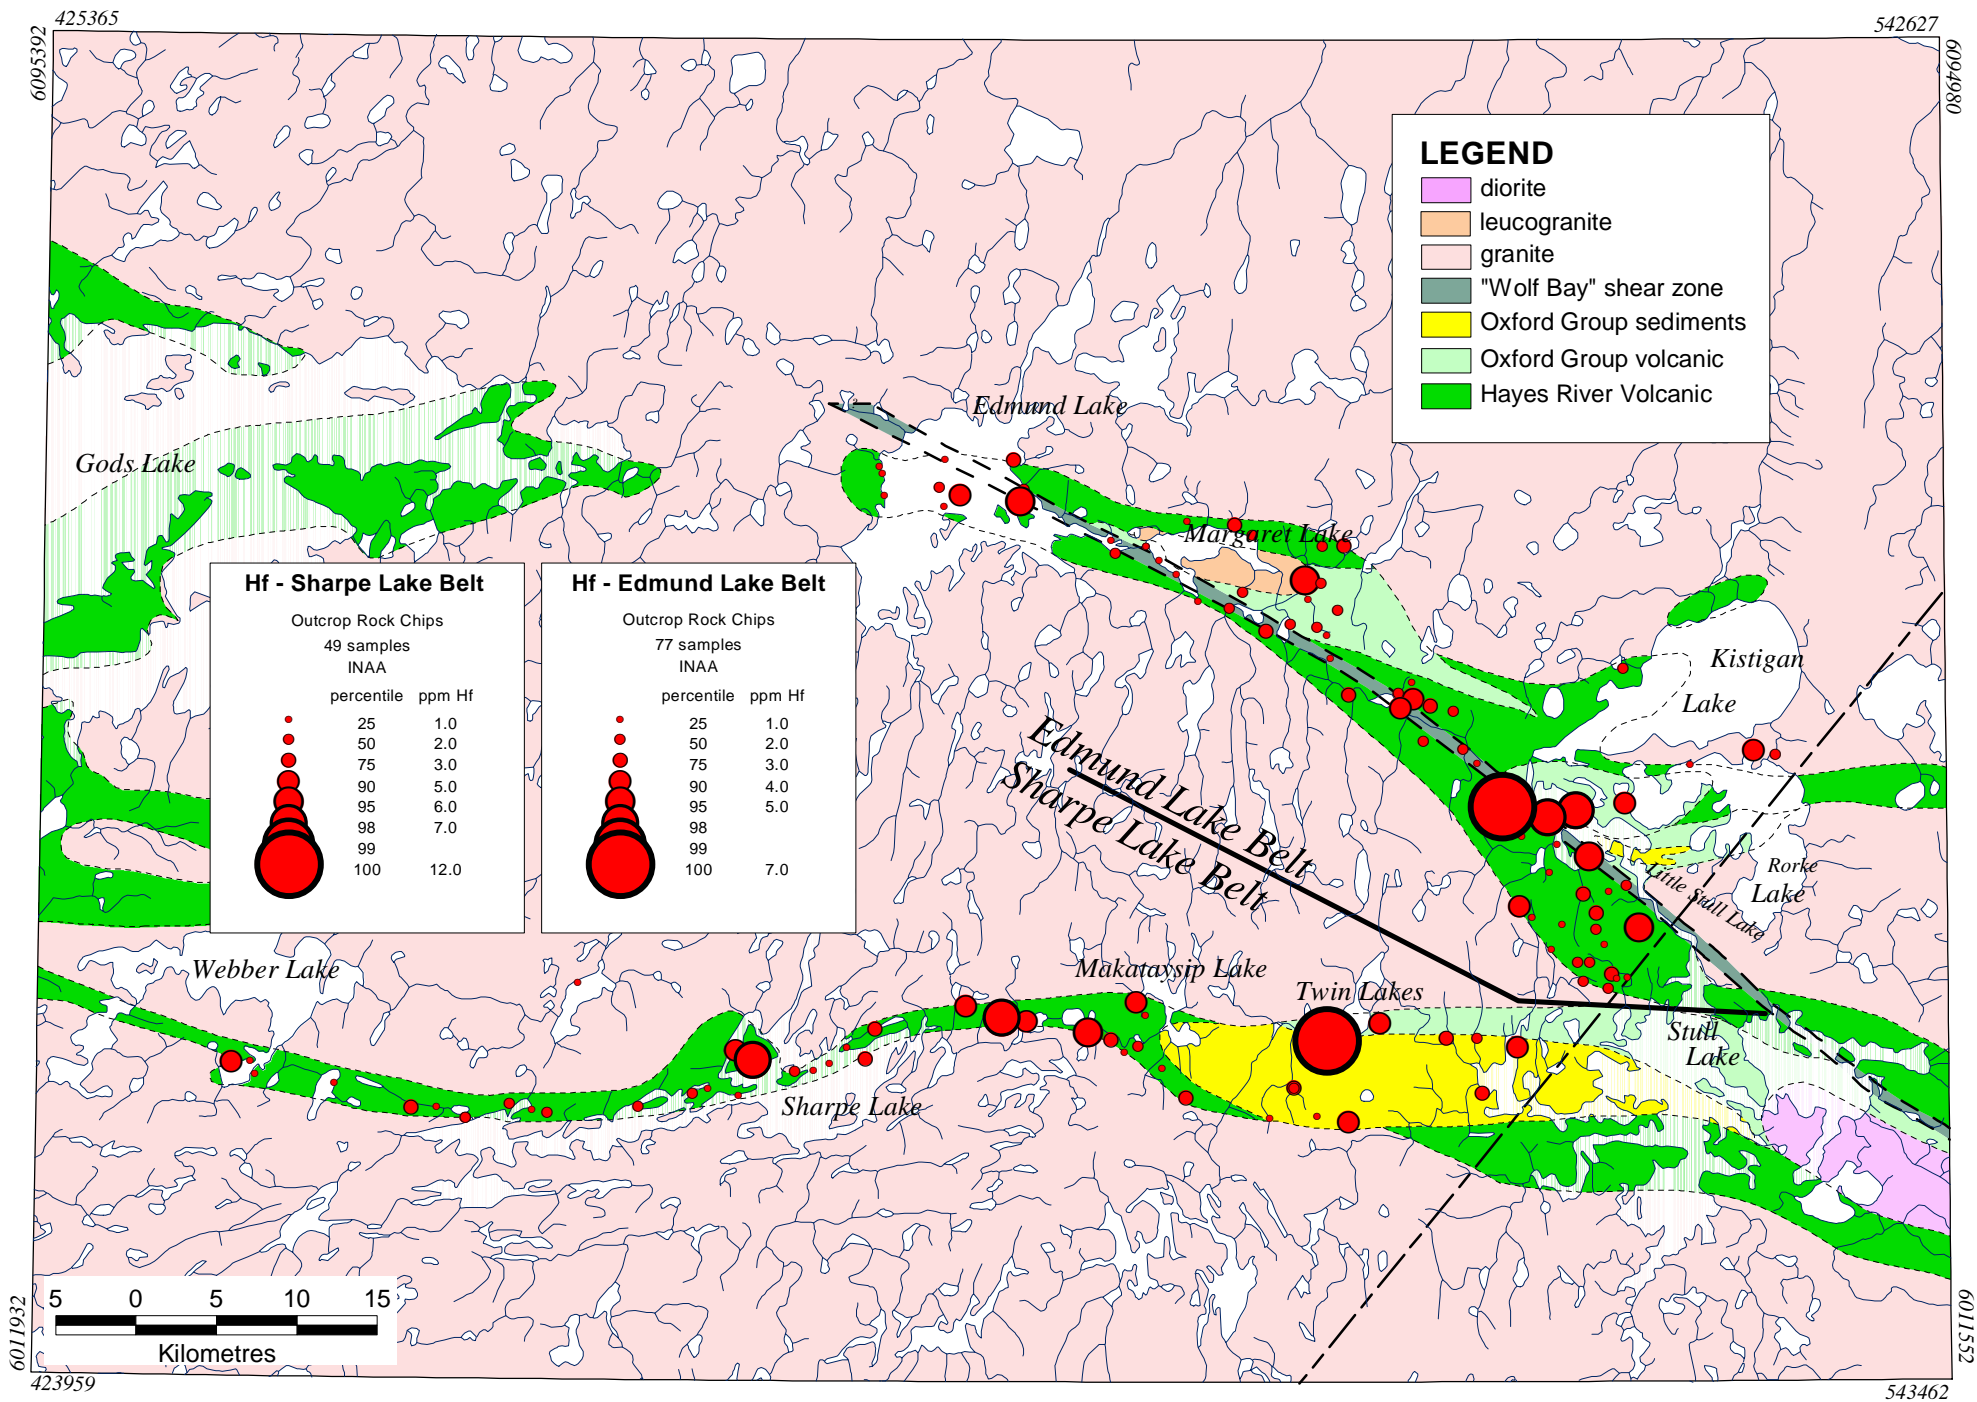 425365
542627
6095392
6094980
LEGEND
diorite
leucogranite
granite
"Wolf Bay" shear zone
Oxford Group sediments
Oxford Group volcanic
Hayes River Volcanic
Edmund Lake
Gods Lake
Margaret Lake
Kistigan
Lake
Hf - Sharpe Lake Belt
Outcrop Rock Chips
49 samples
INAA
percentile ppm Hf
25 1.0
50 2.0
75 3.0
90 5.0
95 6.0
98 7.0
99
100 12.0
Hf - Edmund Lake Belt
Outcrop Rock Chips
77 samples
INAA
percentile ppm Hf
25 1.0
50 2.0
75 3.0
90 4.0
95 5.0
98
99
100 7.0
Edmund Lake Belt
Sharpe Lake Belt
Rorke
Lake
Little Stull Lake
Webber Lake
Makataysip Lake
Twin Lakes
Stull
Lake
Sharpe Lake
5 0 5 10 15
Kilometres
6011932
6011552
423959
543462